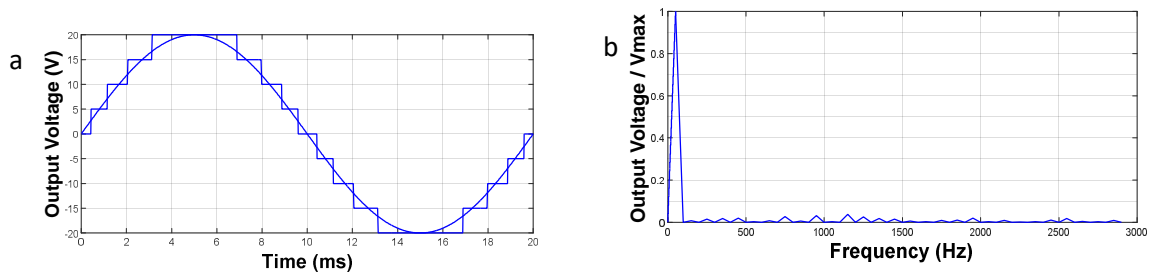 a
Output Voltage (V)
20
15
10
5
0
-5
-10
-15
-20
0 2 4 6 8 10 12 14 16 18 20
Time (ms)
b
Output Voltage / Vmax
1
0.8
0.6
0.4
0.2
0
0 500 1000 1500 2000 2500 3000
Frequency (Hz)